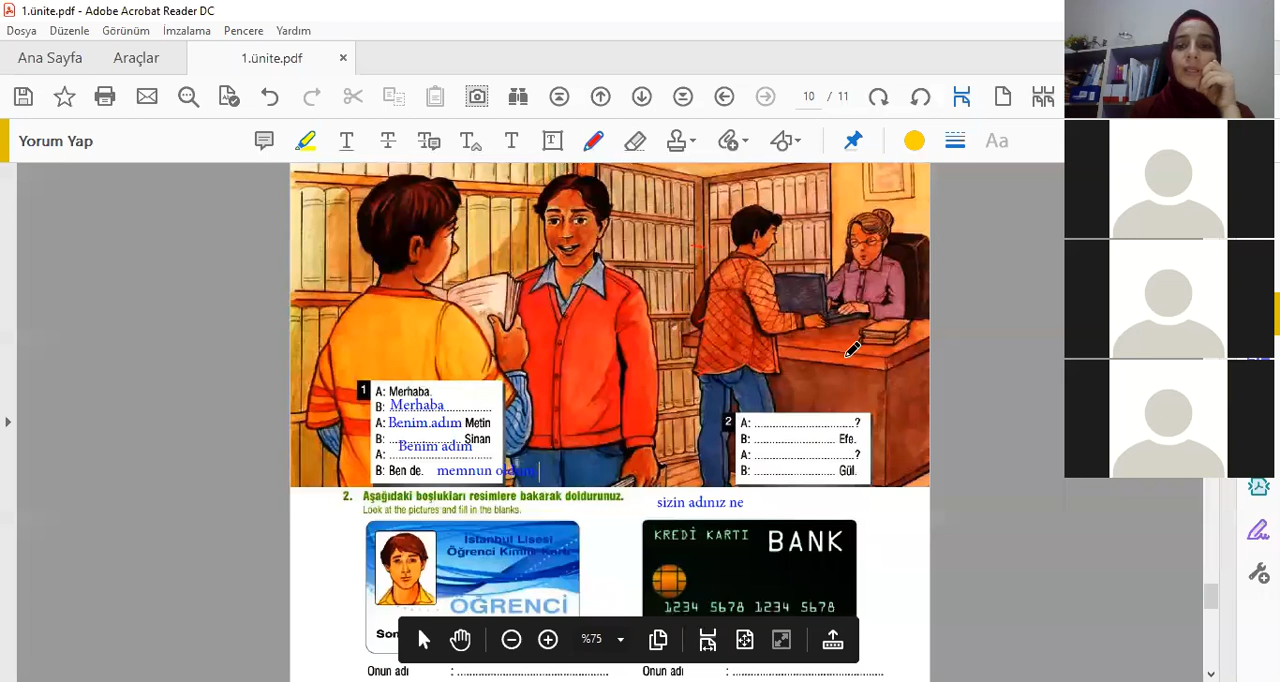 1.ünite.pdf - Adobe Acrobat Reader DC
Dosya Düzenle Görünüm İmzalama Pencere Yardım
Ana Sayfa Araçlar 1.ünite.pdf ×
10 / 11
Yorum Yap
Aa
1 A: Merhaba.
B: Merhaba
A: Benim adım Metin
B: Benim adım Sinan
A:
B: Ben de. memnun oldum
2 A: ..............................?
B: .............................. Efe.
A: ..............................?
B: .............................. Gül.
2. Aşağıdaki boşlukları resimlere bakarak doldurunuz.
Look at the pictures and fill in the blanks.
sizin adınız ne
İstanbul Lisesi
Öğrenci Kimlik Kartı
ÖĞRENCİ
KREDİ KARTI BANK
1234 5678 1234 5678
%75
Onun adı : ..............................
Onun adı : ..............................